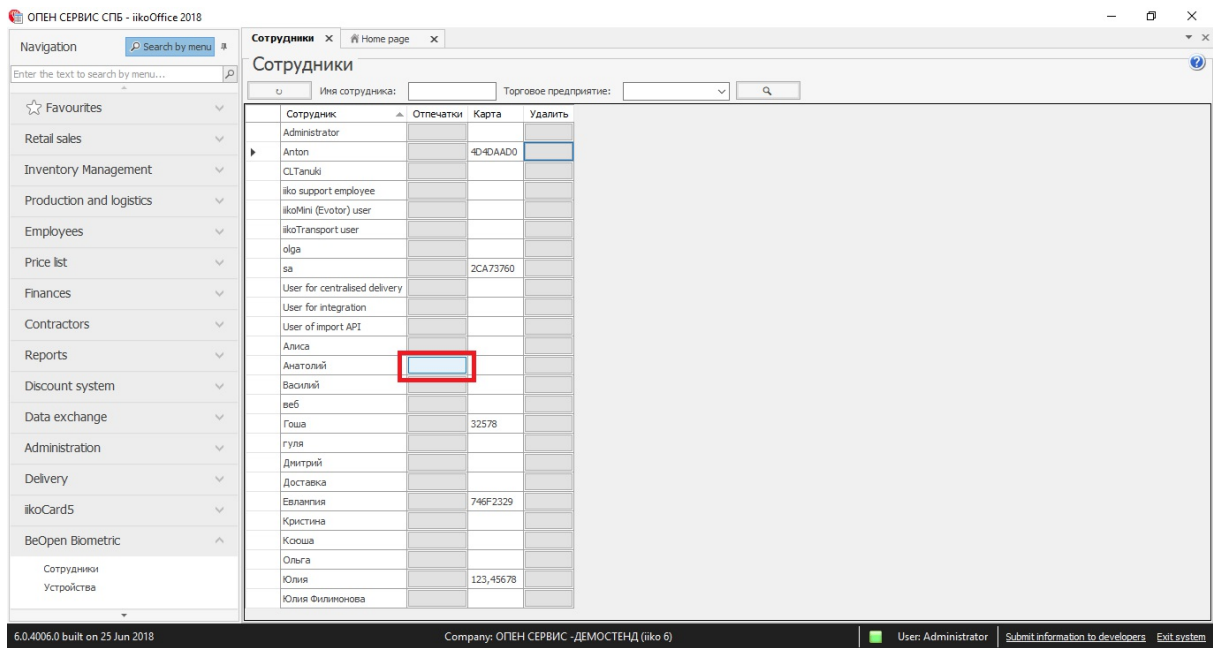 ОПЕН СЕРВИС СПБ - iikoOffice 2018
Navigation
Search by menu
Enter the text to search by menu...
Favourites
Retail sales
Inventory Management
Production and logistics
Employees
Price list
Finances
Contractors
Reports
Discount system
Data exchange
Administration
Delivery
iikoCard5
BeOpen Biometric
Сотрудники
Устройства
Сотрудники
Home page
Сотрудники
Имя сотрудника:
Торговое предприятие:
Сотрудник Отпечатки Карта Удалить
Administrator
Anton 4D4DAAD0
CLTanuki
iiko support employee
iikoMini (Evotor) user
iikoTransport user
olga
sa 2CA73760
User for centralised delivery
User for integration
User of import API
Алиса
Анатолий
Василий
веб
Гоша 32578
гуля
Дмитрий
Доставка
Евлампия 746F2329
Кристина
Ксюша
Ольга
Юлия 123,45678
Юлия Филимонова
6.0.4006.0 built on 25 Jun 2018
Company: ОПЕН СЕРВИС -ДЕМОСТЕНД (iiko 6)
User: Administrator
Submit information to developers
Exit system